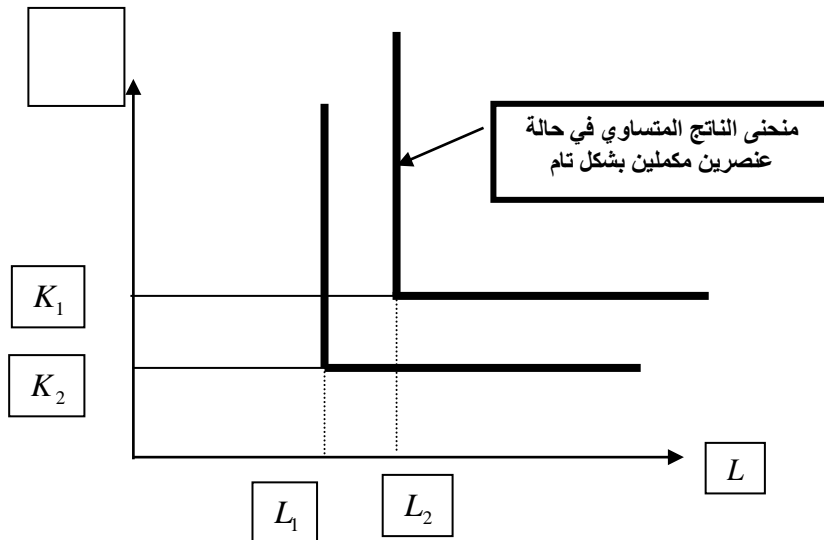 منحنى الناتج المتساوي في حالة
عنصرين مكملين بشكل تام
K₁
K₂
L
L₁
L₂